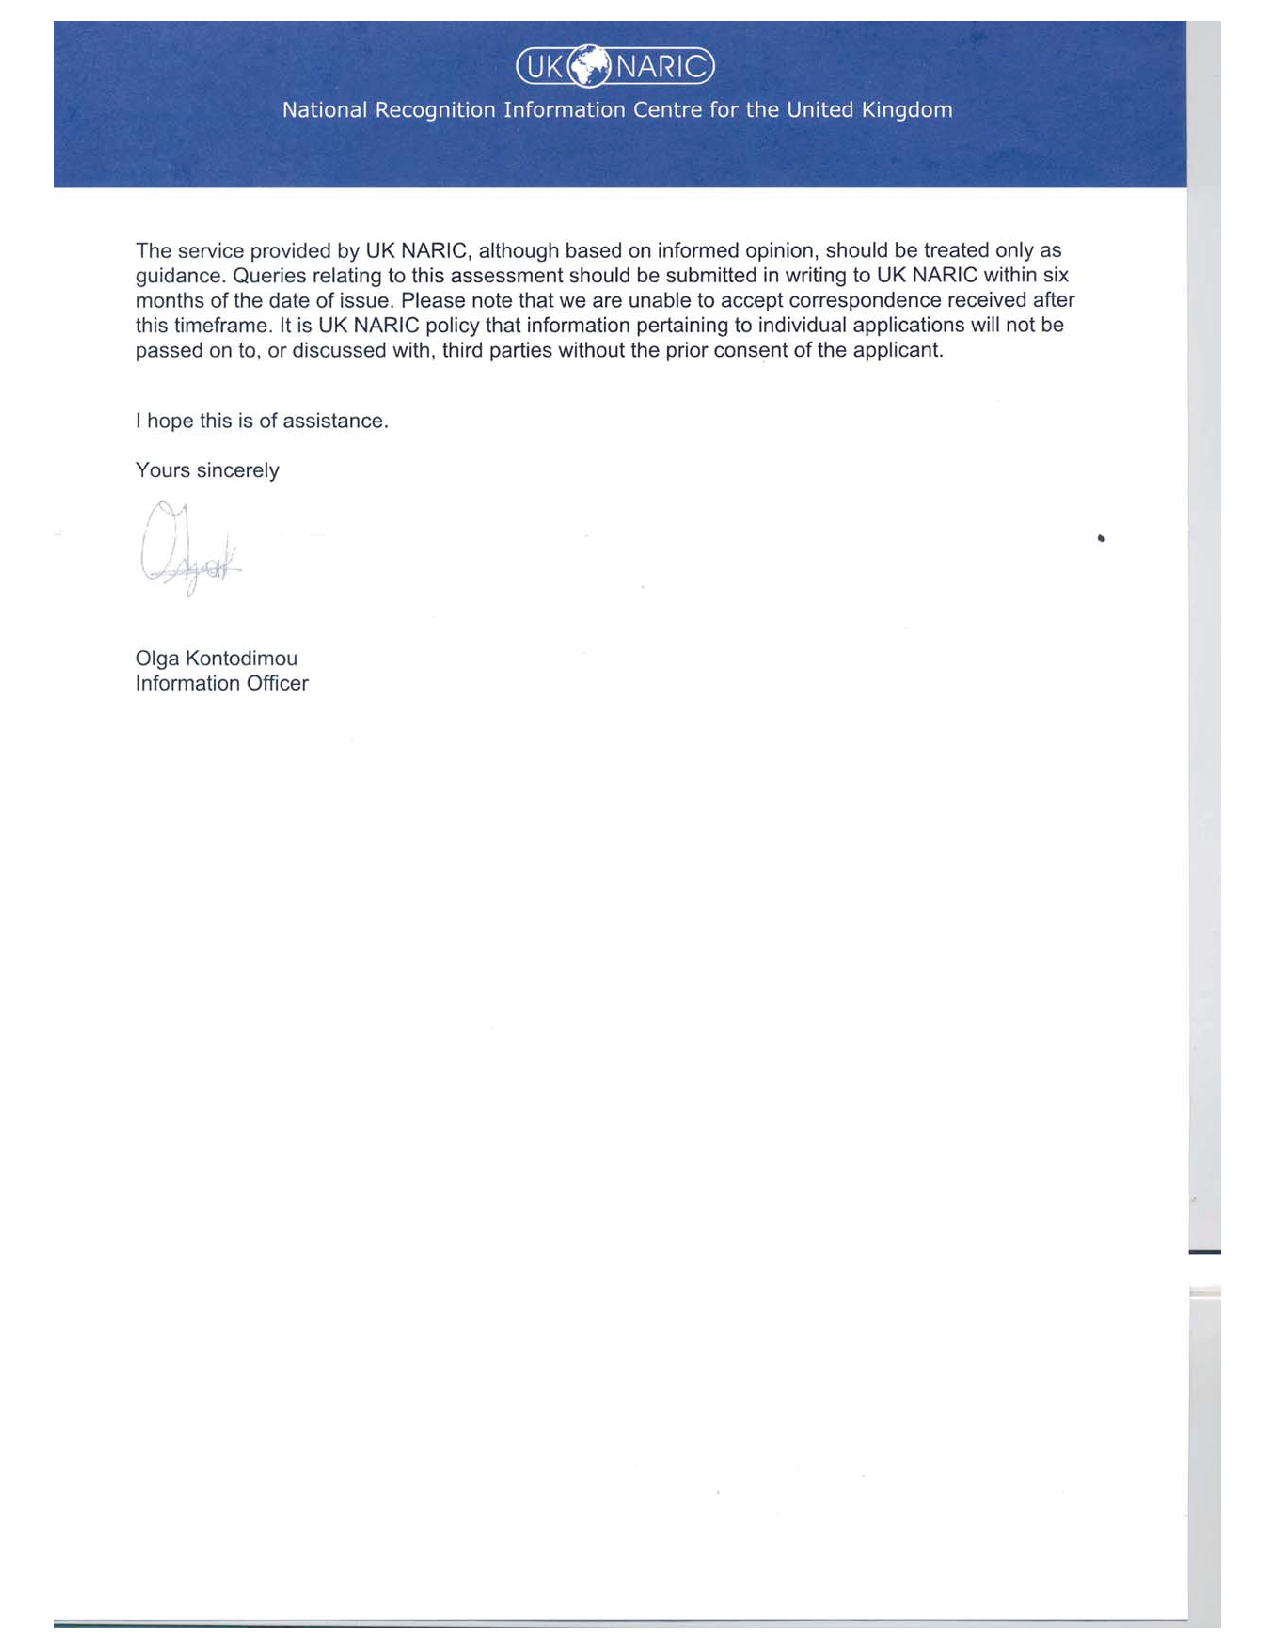 UK NARIC
National Recognition Information Centre for the United Kingdom
The service provided by UK NARIC, although based on informed opinion, should be treated only as
guidance. Queries relating to this assessment should be submitted in writing to UK NARIC within six
months of the date of issue. Please note that we are unable to accept correspondence received after
this timeframe. It is UK NARIC policy that information pertaining to individual applications will not be
passed on to, or discussed with, third parties without the prior consent of the applicant.
I hope this is of assistance.
Yours sincerely
Olga Kontodimou
Information Officer